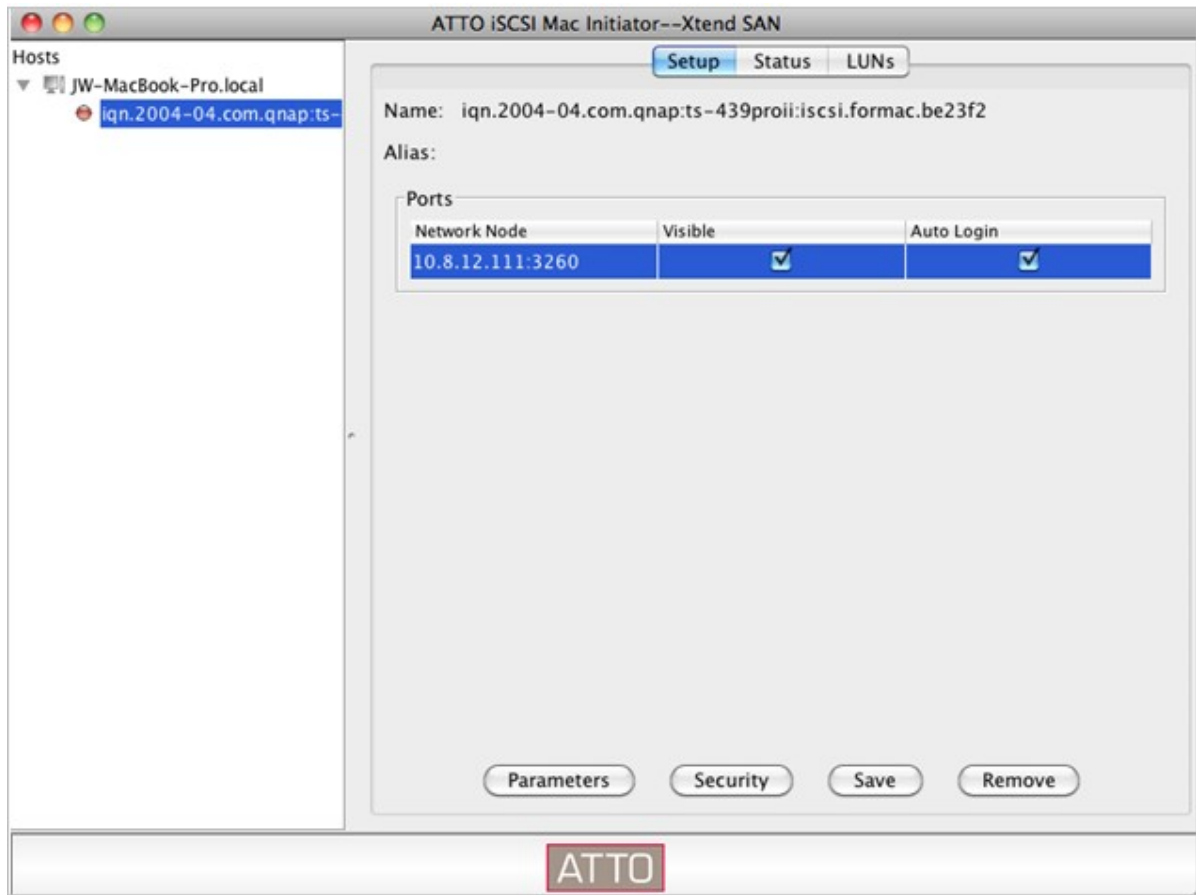 ATTO iSCSI Mac Initiator--Xtend SAN
Hosts
JW-MacBook-Pro.local
iqn.2004-04.com.qnap:ts-
Setup Status LUNs
Name: iqn.2004-04.com.qnap:ts-439proii:iscsi.formac.be23f2
Alias:
Ports
Network Node Visible Auto Login
10.8.12.111:3260
Parameters Security Save Remove
ATTO